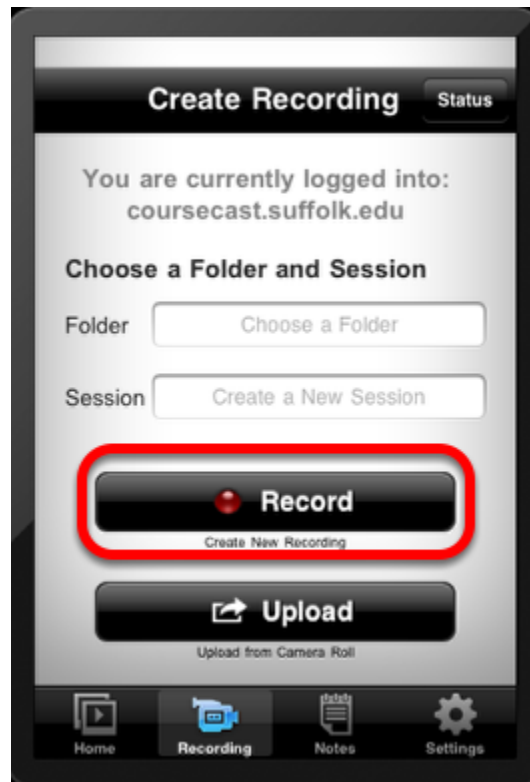 Create Recording Status
You are currently logged into:
coursecast.suffolk.edu
Choose a Folder and Session
Folder Choose a Folder
Session Create a New Session
Record
Create New Recording
Upload
Upload from Camera Roll
Home Recording Notes Settings